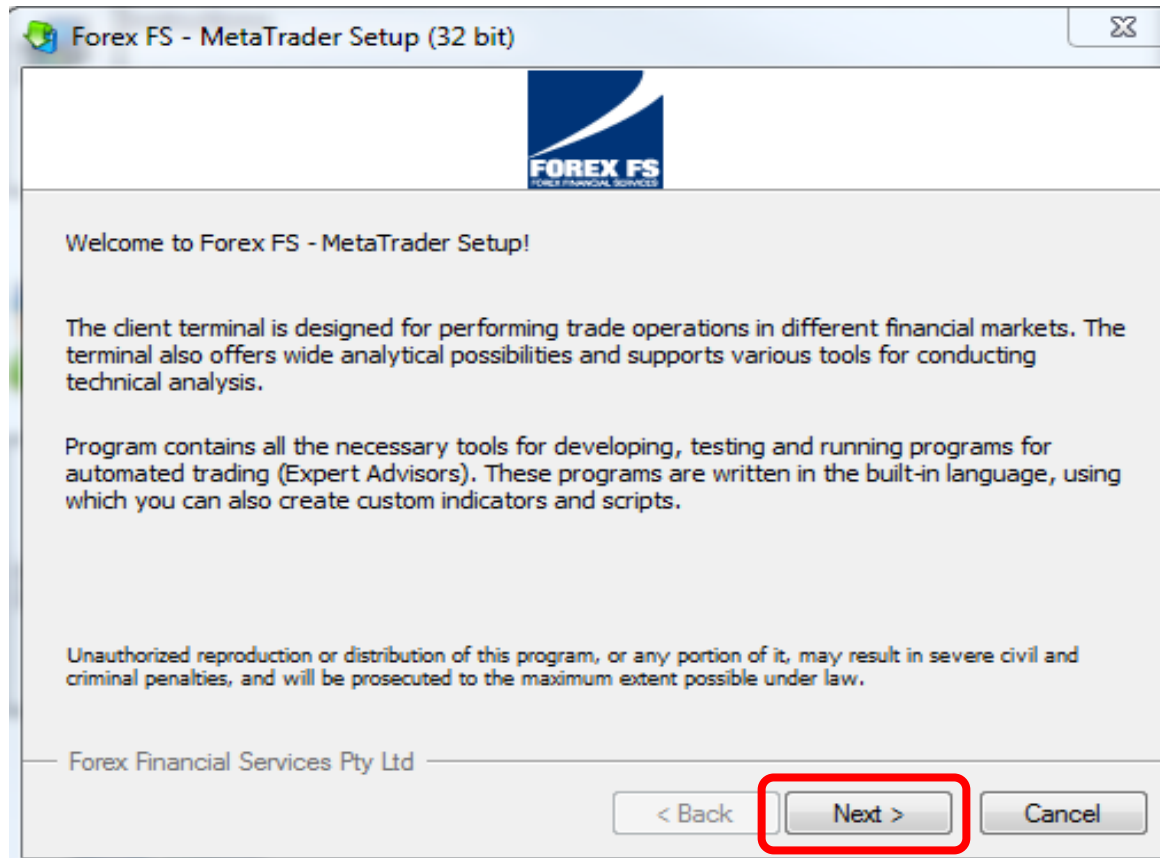 Forex FS - MetaTrader Setup (32 bit)
FOREX FS
FOREX FINANCIAL SERVICES
Welcome to Forex FS - MetaTrader Setup!
The client terminal is designed for performing trade operations in different financial markets. The
terminal also offers wide analytical possibilities and supports various tools for conducting
technical analysis.
Program contains all the necessary tools for developing, testing and running programs for
automated trading (Expert Advisors). These programs are written in the built-in language, using
which you can also create custom indicators and scripts.
Unauthorized reproduction or distribution of this program, or any portion of it, may result in severe civil and
criminal penalties, and will be prosecuted to the maximum extent possible under law.
Forex Financial Services Pty Ltd
< Back Next > Cancel